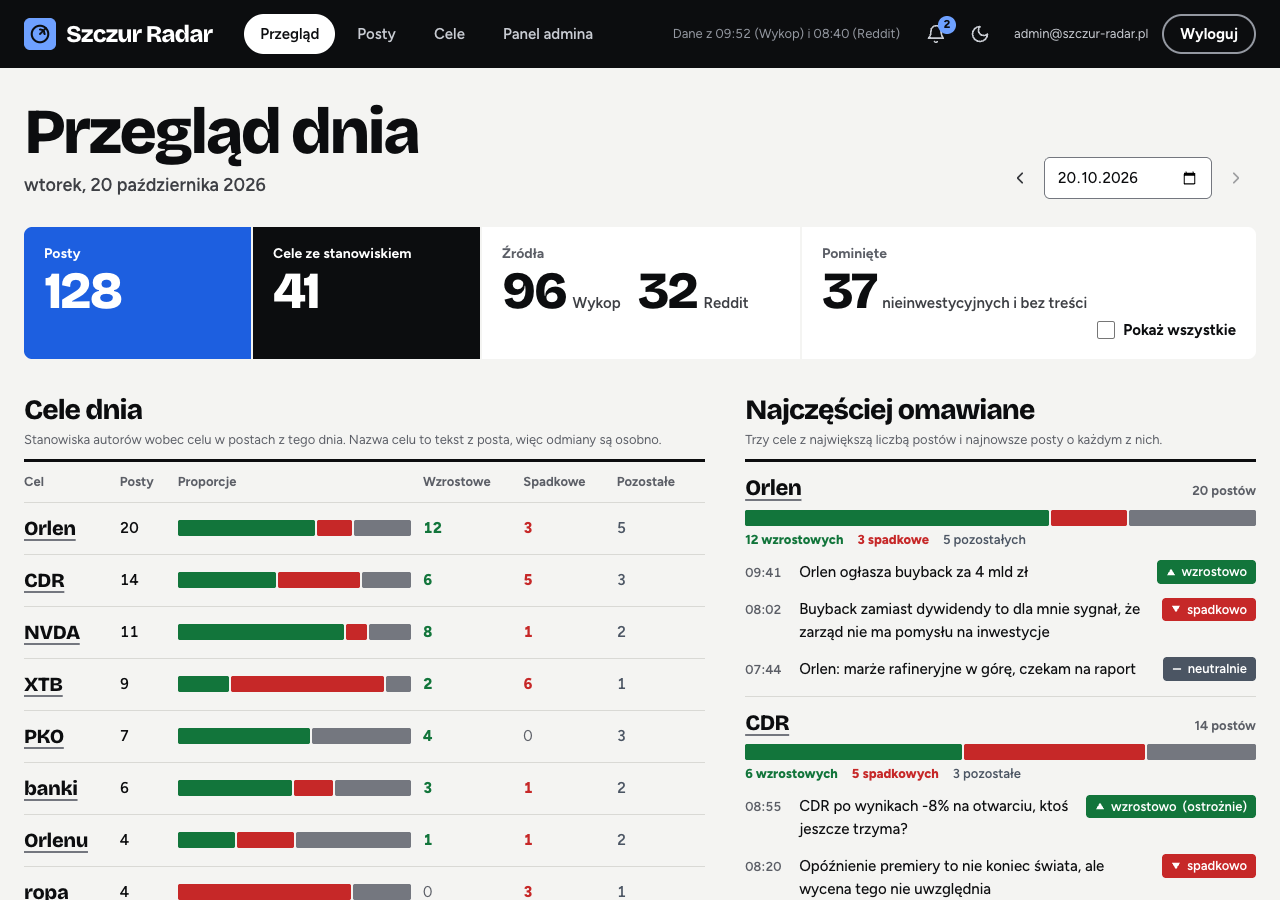 Szczur Radar
Przegląd
Posty
Cele
Panel admina
Dane z 09:52 (Wykop) i 08:40 (Reddit)
2
admin@szczur-radar.pl
Wyloguj
Przegląd dnia
wtorek, 20 października 2026
20.10.2026
Posty
128
Cele ze stanowiskiem
41
Źródła
96 Wykop 32 Reddit
Pominięte
37 nieinwestycyjnych i bez treści
Pokaż wszystkie
Cele dnia
Stanowiska autorów wobec celu w postach z tego dnia. Nazwa celu to tekst z posta, więc odmiany są osobno.
Cel Posty Proporcje Wzrostowe Spadkowe Pozostałe
Orlen 20 12 3 5
CDR 14 6 5 3
NVDA 11 8 1 2
XTB 9 2 6 1
PKO 7 4 0 3
banki 6 3 1 2
Orlenu 4 1 1 2
ropa 4 0 3 1
Najczęściej omawiane
Trzy cele z największą liczbą postów i najnowsze posty o każdym z nich.
Orlen 20 postów
12 wzrostowych 3 spadkowe 5 pozostałych
09:41 Orlen ogłasza buyback za 4 mld zł wzrostowo
08:02 Buyback zamiast dywidendy to dla mnie sygnał, że spadkowo
zarząd nie ma pomysłu na inwestycje
07:44 Orlen: marże rafineryjne w górę, czekam na raport neutralnie
CDR 14 postów
6 wzrostowych 5 spadkowych 3 pozostałe
08:55 CDR po wynikach -8% na otwarciu, ktoś wzrostowo (ostrożnie)
jeszcze trzyma?
08:20 Opóźnienie premiery to nie koniec świata, ale spadkowo
wycena tego nie uwzględnia